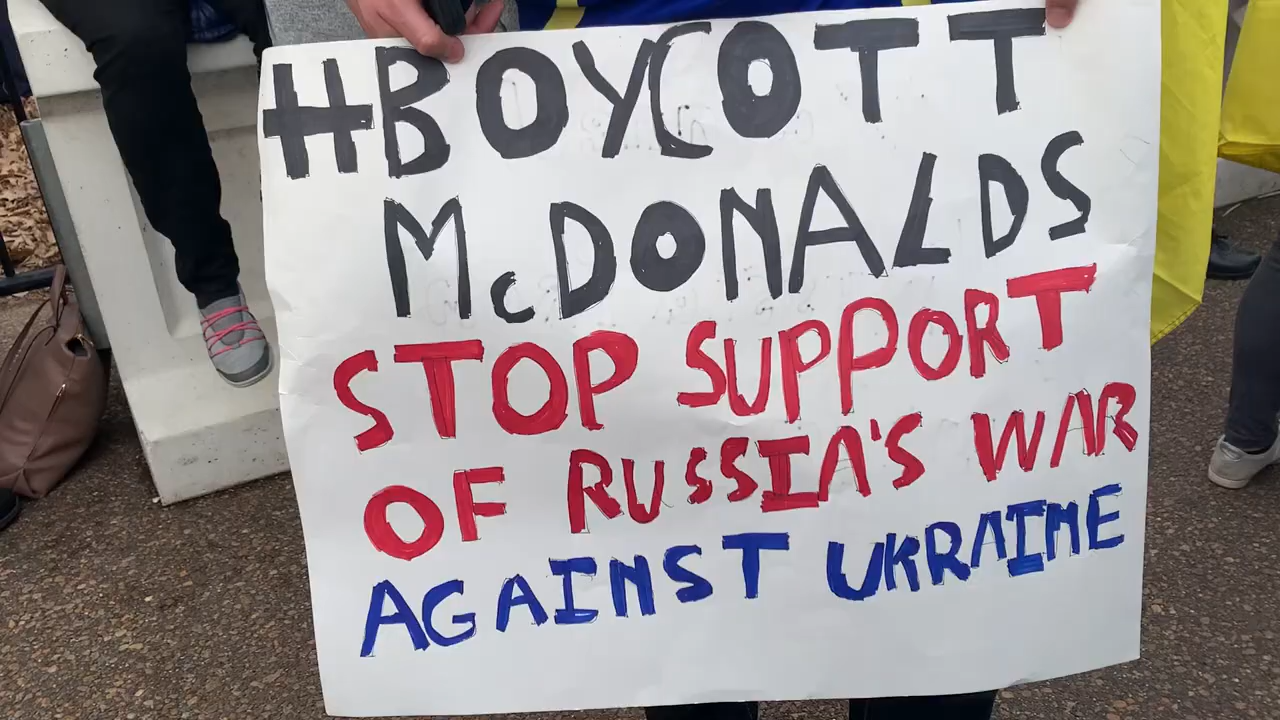 #BOYCOTT
McDONALDS
STOP SUPPORT
OF RUSSIA'S WAR
AGAINST UKRAINE